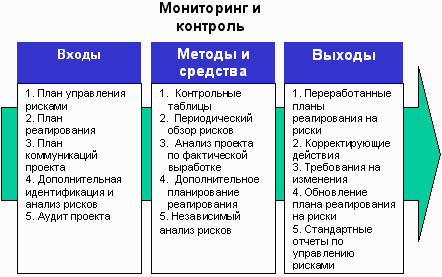 Мониторинг и
контроль
Входы
1. План управления
рисками
2. План
реагирования
3. План
коммуникаций
проекта
4. Дополнительная
идентификация и
анализ рисков
5. Аудит проекта
Методы и
средства
1. Контрольные
таблицы
2. Периодический
обзор рисков
3. Анализ проекта
по фактической
выработке
4. Дополнительное
планирование
реагирования
5. Независимый
анализ рисков
Выходы
1. Переработанные
планы
реагирования на
риски
2. Корректирующие
действия
3. Требования на
изменения
4. Обновление
плана реагирования
на риски
5. Стандартные
отчеты по
управлению
рисками